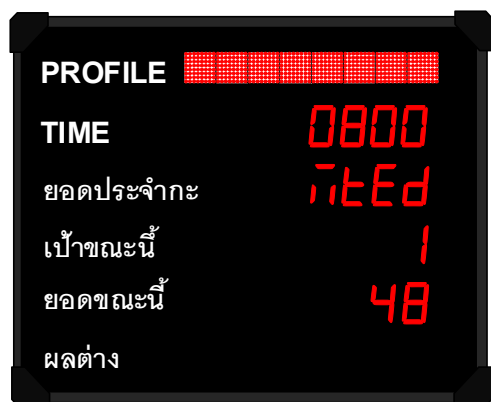 PROFILE
TIME 0800
ยอดประจำกะ
เป้าขณะนี้ 1
ยอดขณะนี้ 48
ผลต่าง